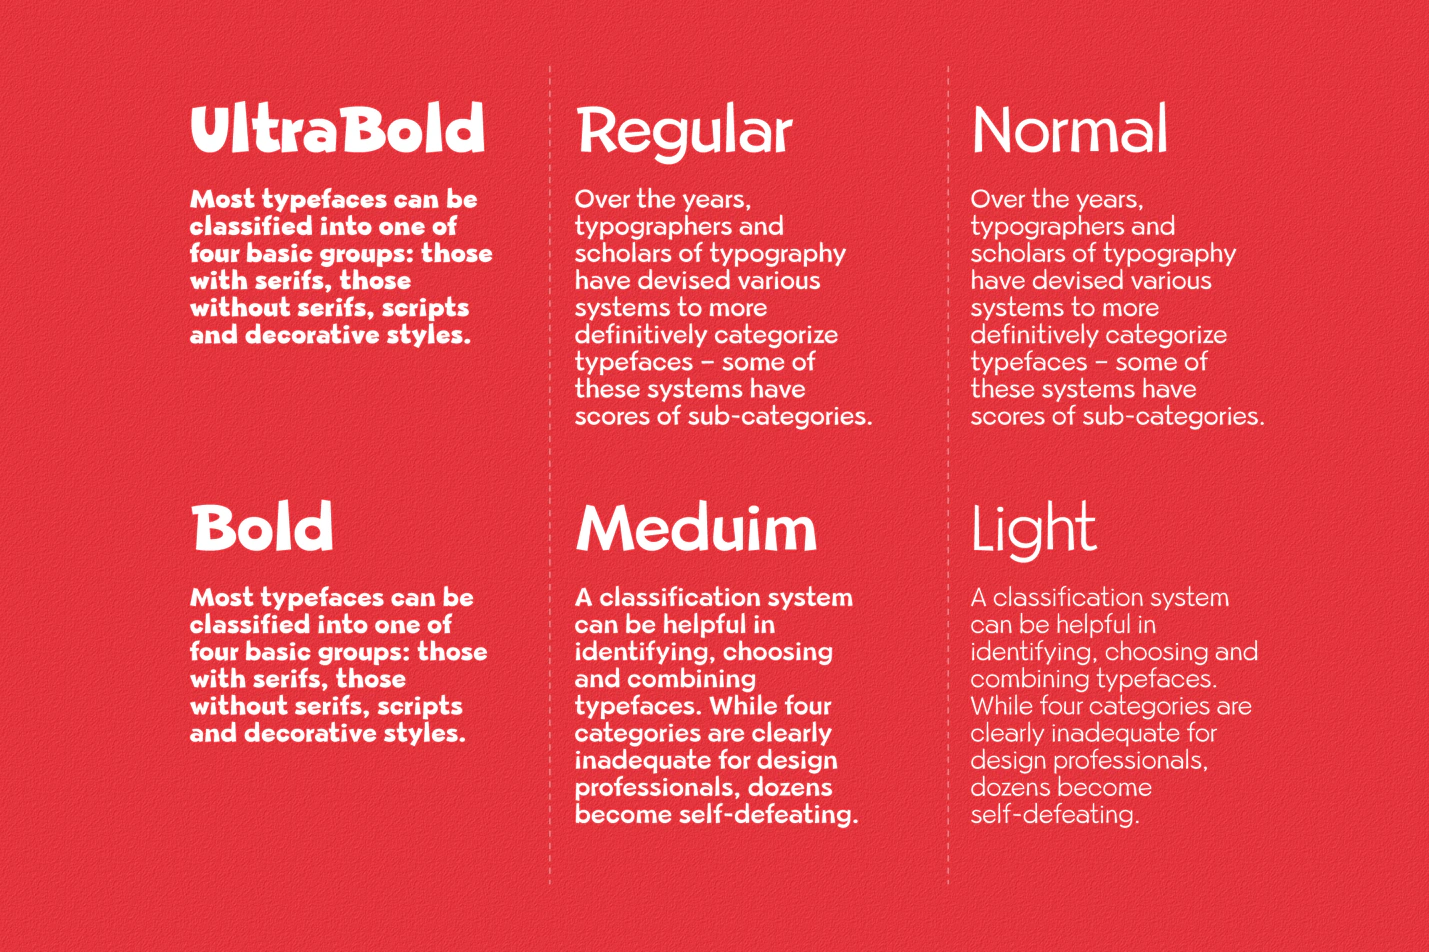 UltraBold
Most typefaces can be
classified into one of
four basic groups: those
with serifs, those
without serifs, scripts
and decorative styles.
Regular
Over the years,
typographers and
scholars of typography
have devised various
systems to more
definitively categorize
typefaces – some of
these systems have
scores of sub-categories.
Normal
Over the years,
typographers and
scholars of typography
have devised various
systems to more
definitively categorize
typefaces – some of
these systems have
scores of sub-categories.
Bold
Most typefaces can be
classified into one of
four basic groups: those
with serifs, those
without serifs, scripts
and decorative styles.
Meduim
A classification system
can be helpful in
identifying, choosing
and combining
typefaces. While four
categories are clearly
inadequate for design
professionals, dozens
become self-defeating.
Light
A classification system
can be helpful in
identifying, choosing and
combining typefaces.
While four categories are
clearly inadequate for
design professionals,
dozens become
self-defeating.